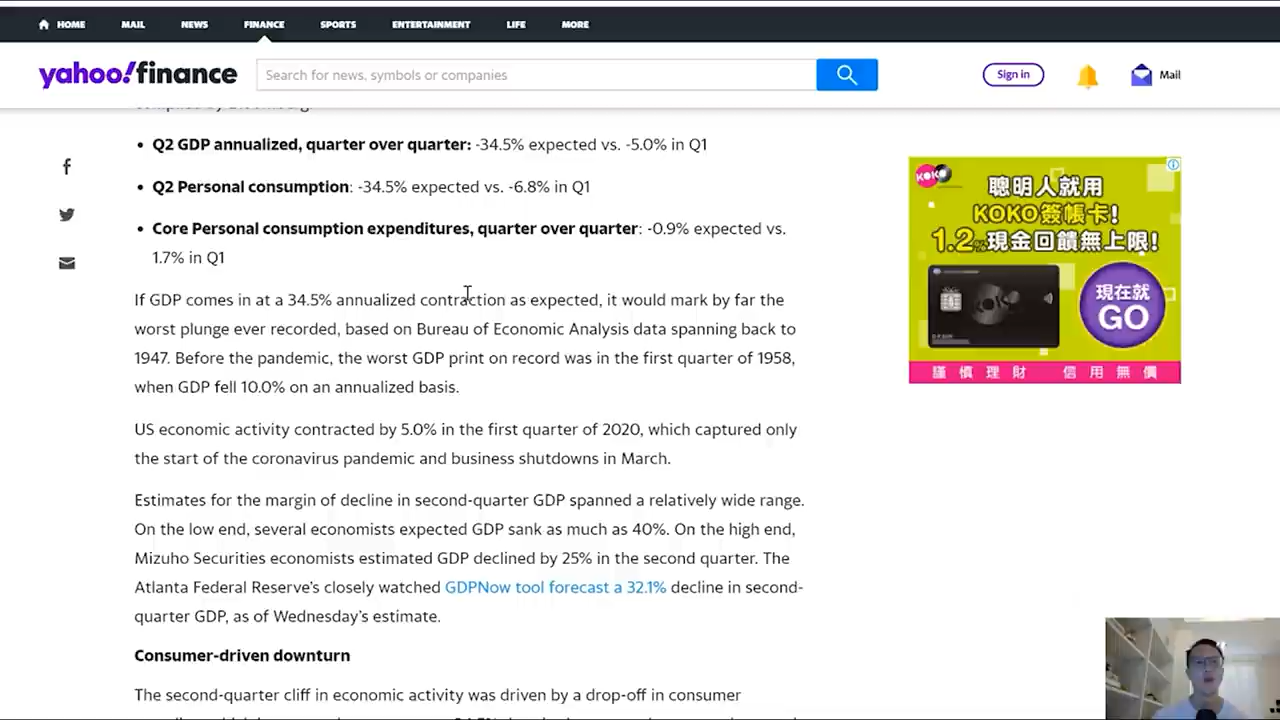 HOME MAIL NEWS FINANCE SPORTS ENTERTAINMENT LIFE MORE
yahoo!finance
Search for news, symbols or companies
Sign in
Mail
• Q2 GDP annualized, quarter over quarter: -34.5% expected vs. -5.0% in Q1
• Q2 Personal consumption: -34.5% expected vs. -6.8% in Q1
• Core Personal consumption expenditures, quarter over quarter: -0.9% expected vs.
1.7% in Q1
If GDP comes in at a 34.5% annualized contraction as expected, it would mark by far the
worst plunge ever recorded, based on Bureau of Economic Analysis data spanning back to
1947. Before the pandemic, the worst GDP print on record was in the first quarter of 1958,
when GDP fell 10.0% on an annualized basis.
US economic activity contracted by 5.0% in the first quarter of 2020, which captured only
the start of the coronavirus pandemic and business shutdowns in March.
Estimates for the margin of decline in second-quarter GDP spanned a relatively wide range.
On the low end, several economists expected GDP sank as much as 40%. On the high end,
Mizuho Securities economists estimated GDP declined by 25% in the second quarter. The
Atlanta Federal Reserve's closely watched GDPNow tool forecast a 32.1% decline in second-
quarter GDP, as of Wednesday's estimate.
Consumer-driven downturn
The second-quarter cliff in economic activity was driven by a drop-off in consumer
KOKO
聰明人就用
KOKO簽帳卡!
1.2%現金回饋無上限!
現在就
GO
謹慎理財 信用無價